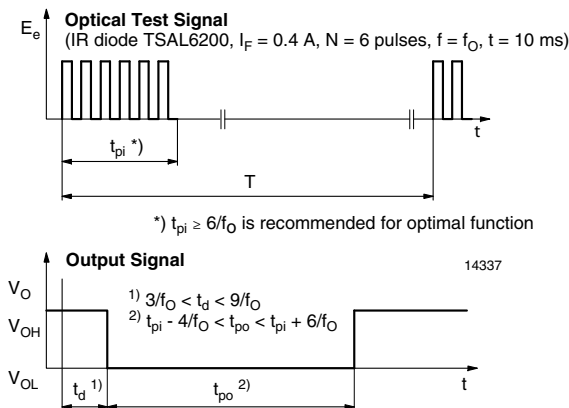 Optical Test Signal
E_e (IR diode TSAL6200, I_F = 0.4 A, N = 6 pulses, f = f_O, t = 10 ms)
t
t_pi *)
T
*) t_pi ≥ 6/f_O is recommended for optimal function
Output Signal
14337
V_O
1) 3/f_O < t_d < 9/f_O
V_OH
2) t_pi - 4/f_O < t_po < t_pi + 6/f_O
V_OL
t_d 1)
t_po 2)
t